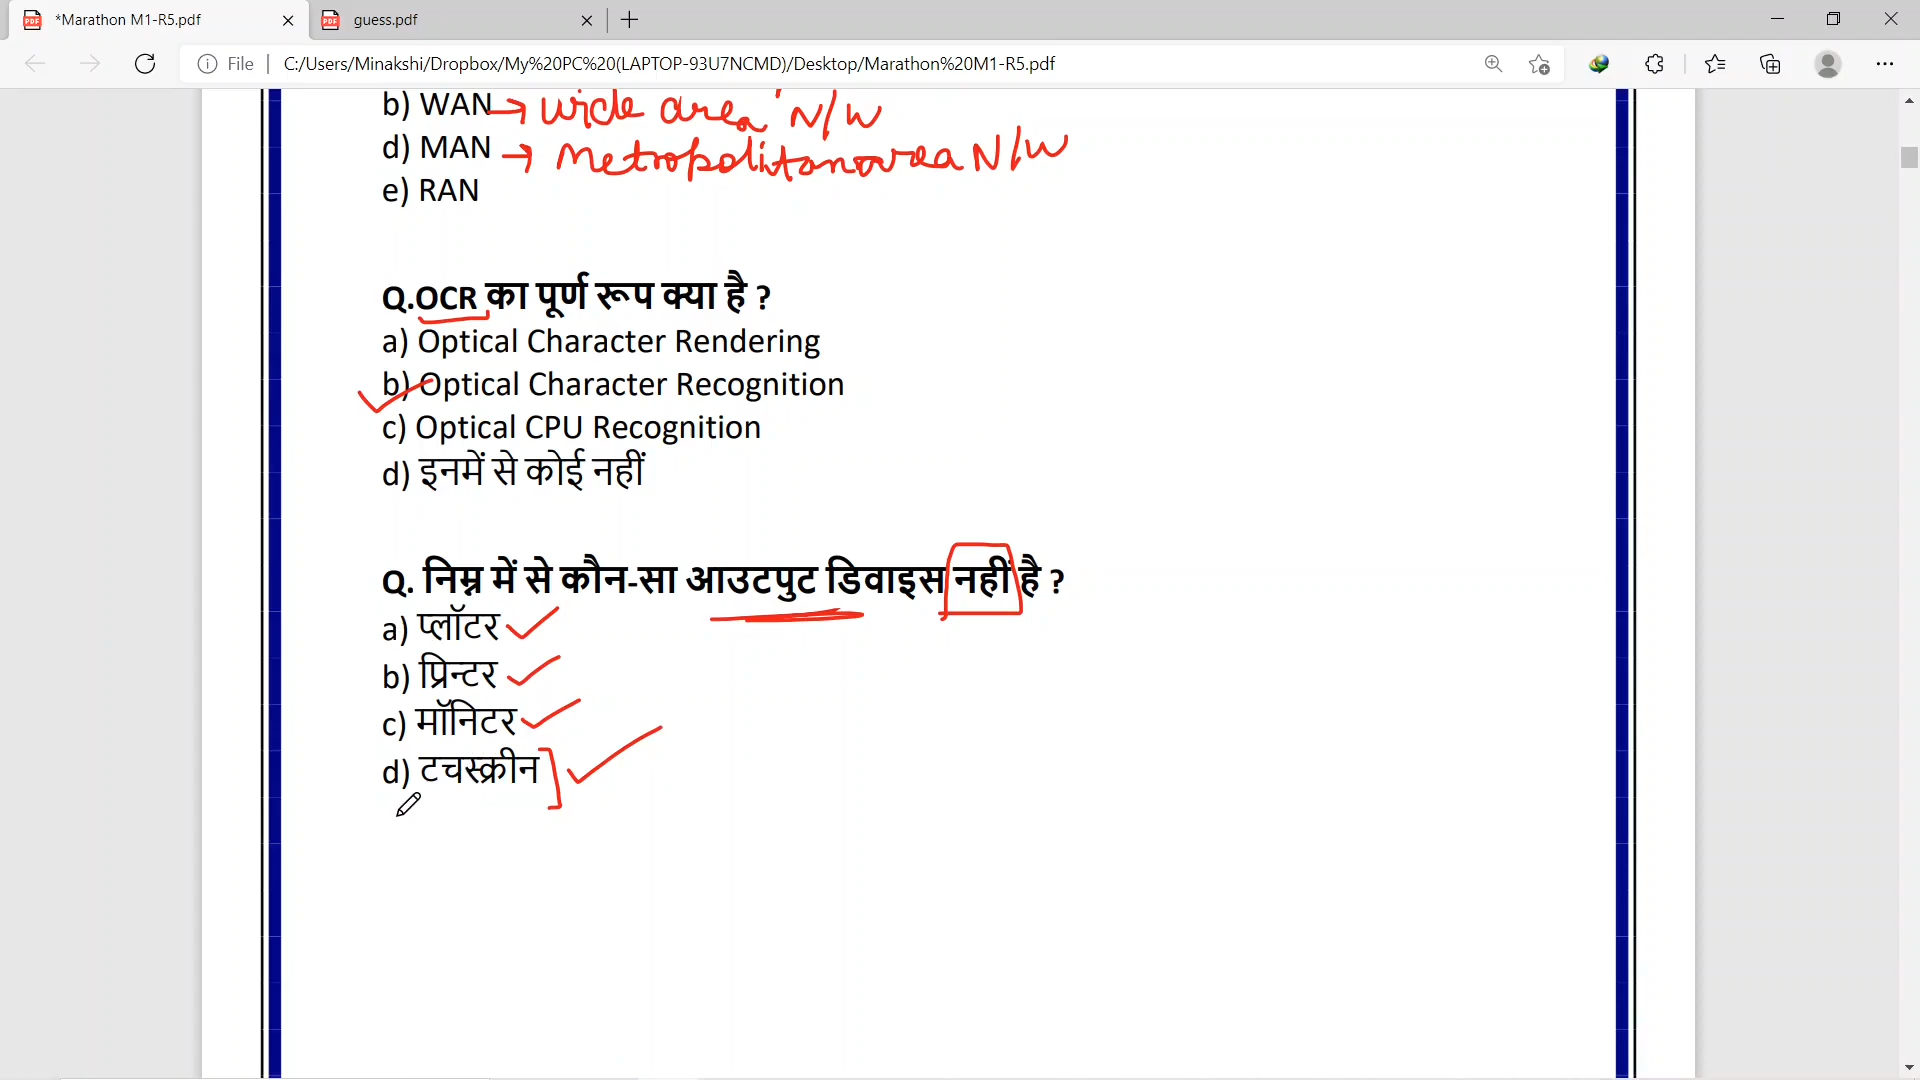 *Marathon M1-R5.pdf
guess.pdf
File
C:/Users/Minakshi/Dropbox/My%20PC%20(LAPTOP-93U7NCMD)/Desktop/Marathon%20M1-R5.pdf
b) WAN → wide area N/W
d) MAN → Metropolitan area N/W
e) RAN
Q.OCR का पूर्ण रूप क्या है ?
a) Optical Character Rendering
b) Optical Character Recognition
c) Optical CPU Recognition
d) इनमें से कोई नहीं
Q. निम्न में से कौन-सा आउटपुट डिवाइस नहीं है ?
a) प्लॉटर
b) प्रिन्टर
c) मॉनिटर
d) टचस्क्रीन